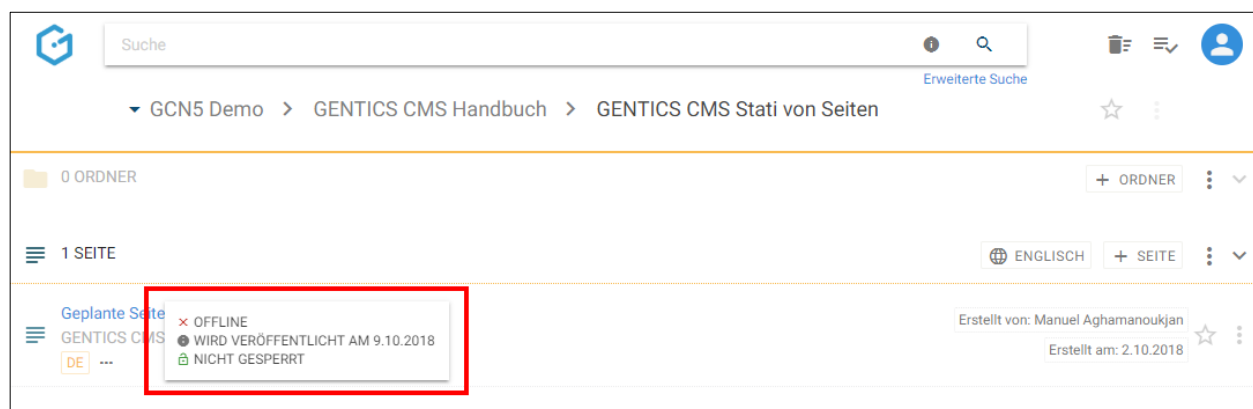 Suche
Erweiterte Suche
GCN5 Demo > GENTICS CMS Handbuch > GENTICS CMS Stati von Seiten
0 ORDNER
+ ORDNER
1 SEITE
ENGLISCH
+ SEITE
Geplante Seite
GENTICS CMS
DE
OFFLINE
WIRD VERÖFFENTLICHT AM 9.10.2018
NICHT GESPERRT
Erstellt von: Manuel Aghamanoukjan
Erstellt am: 2.10.2018